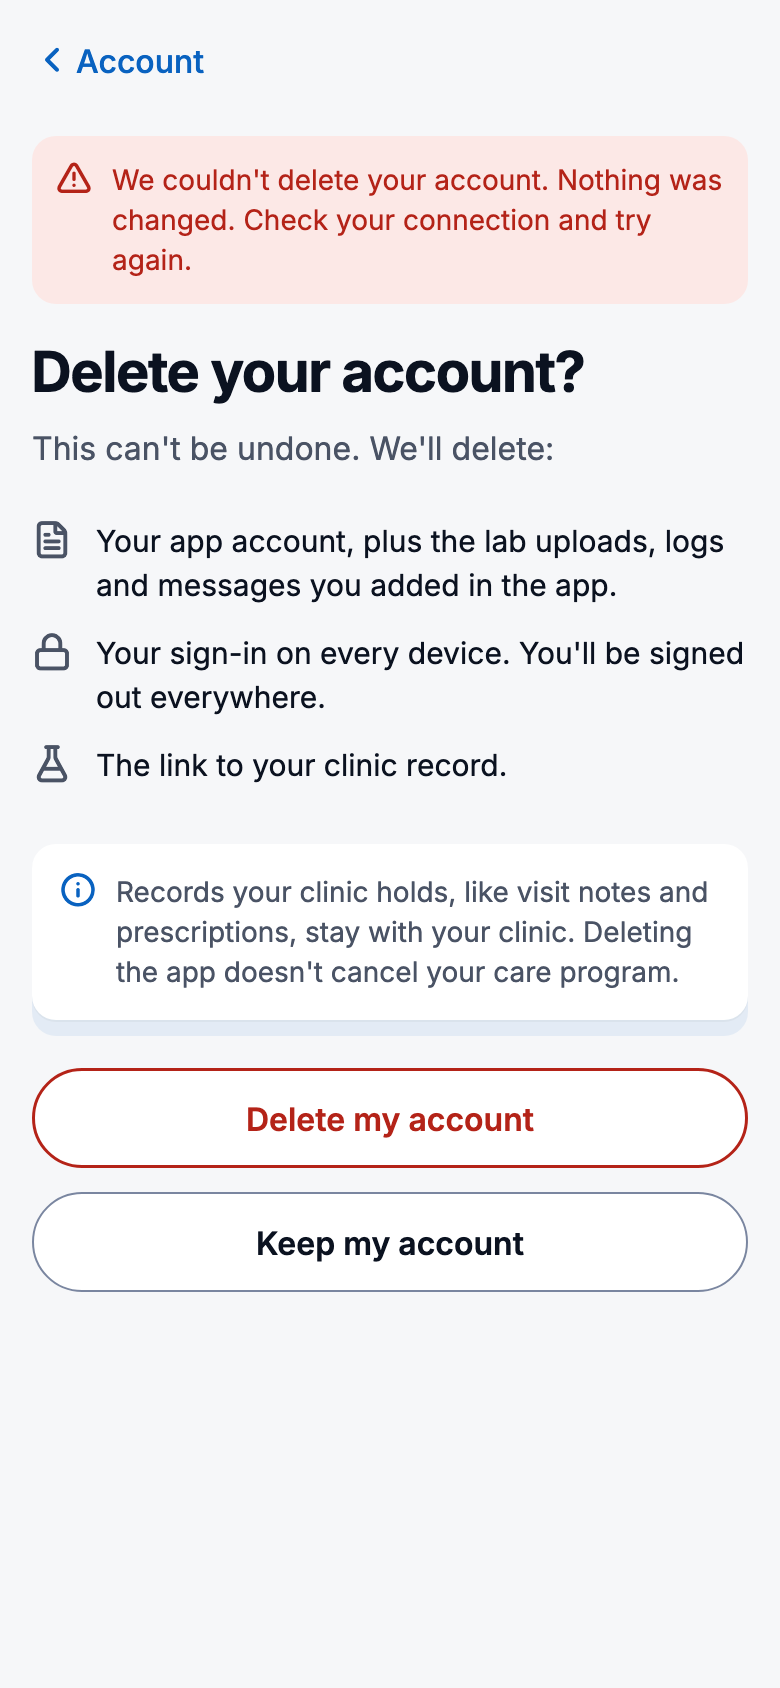 Account
We couldn't delete your account. Nothing was
changed. Check your connection and try
again.
Delete your account?
This can't be undone. We'll delete:
Your app account, plus the lab uploads, logs
and messages you added in the app.
Your sign-in on every device. You'll be signed
out everywhere.
The link to your clinic record.
Records your clinic holds, like visit notes and
prescriptions, stay with your clinic. Deleting
the app doesn't cancel your care program.
Delete my account
Keep my account